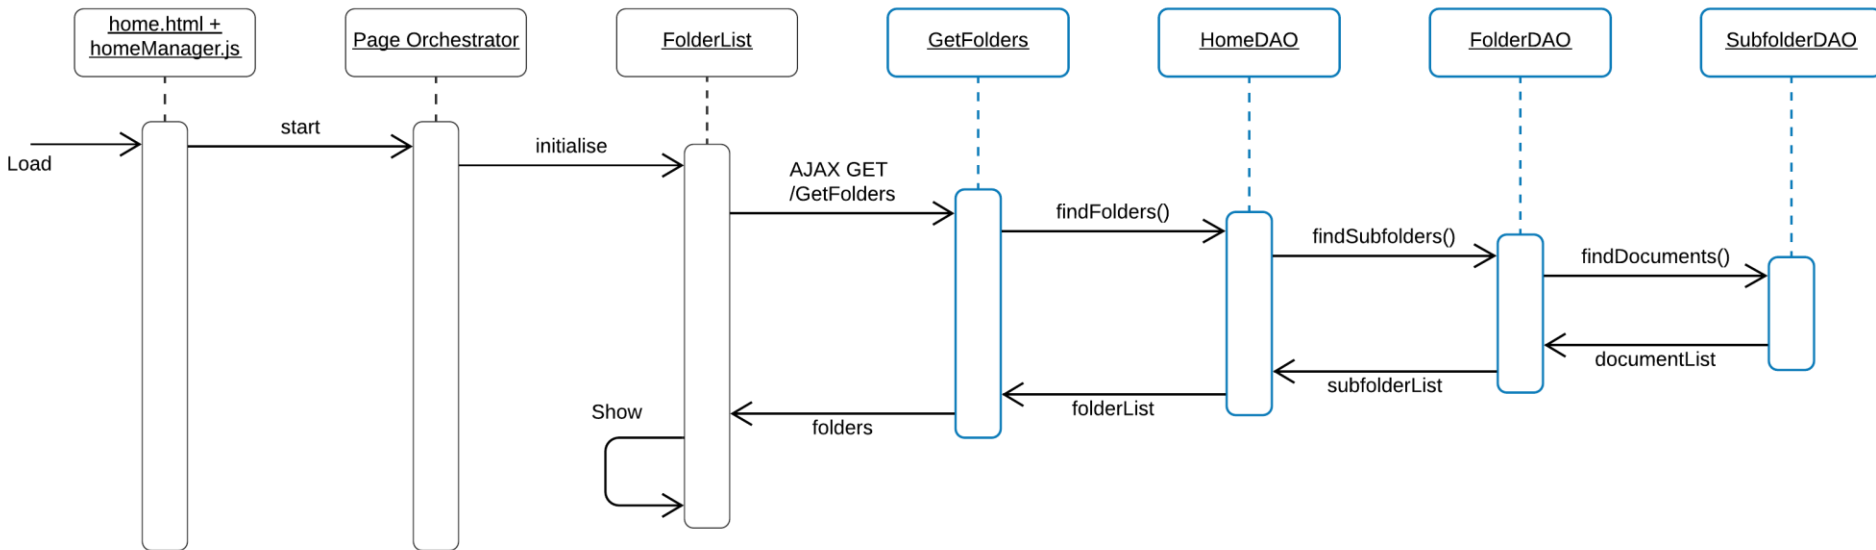 home.html +
homeManager.js
Page Orchestrator
FolderList
GetFolders
HomeDAO
FolderDAO
SubfolderDAO
Load
start
initialise
AJAX GET
/GetFolders
findFolders()
findSubfolders()
findDocuments()
documentList
subfolderList
folderList
folders
Show